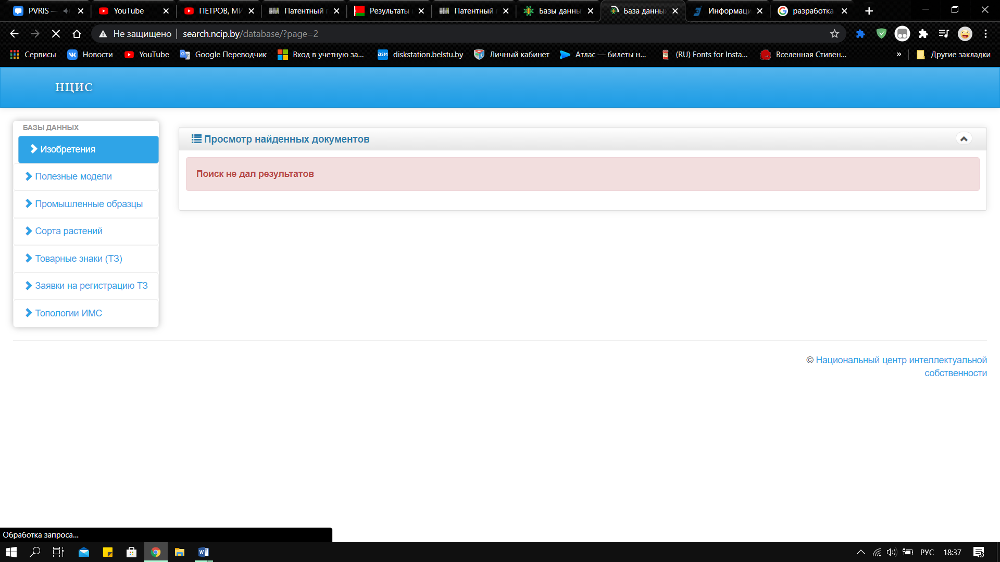 PVRIS —
YouTube
ПЕТРОВ, МИ
Патентный
Результаты
Патентный
Базы данны
База данны
Информаци
разработка
Не защищено
search.ncip.by/database/?page=2
Сервисы
Новости
YouTube
Google Переводчик
Вход в учетную за...
DSM
diskstation.belstu.by
Личный кабинет
Атлас — билеты н...
(RU) Fonts for Insta...
Вселенная Стивен...
»
Другие закладки
НЦИС
БАЗЫ ДАННЫХ
Изобретения
Полезные модели
Промышленные образцы
Сорта растений
Товарные знаки (ТЗ)
Заявки на регистрацию ТЗ
Топологии ИМС
Просмотр найденных документов
Поиск не дал результатов
© Национальный центр интеллектуальной
собственности
Обработка запроса...
РУС
18:37